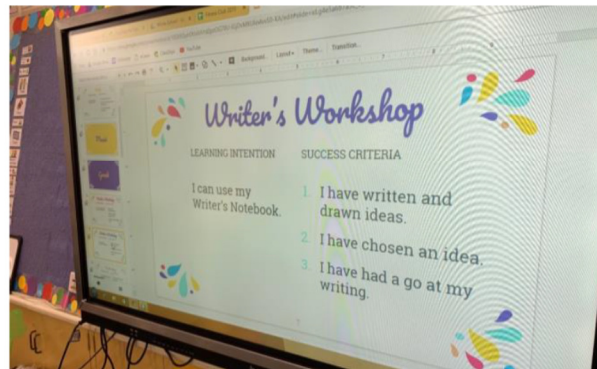 YouTube
Background...
Layout
Theme...
Transition...
Writer's Workshop
LEARNING INTENTION
I can use my
Writer's Notebook.
SUCCESS CRITERIA
1. I have written and
drawn ideas.
2. I have chosen an idea.
3. I have had a go at my
writing.